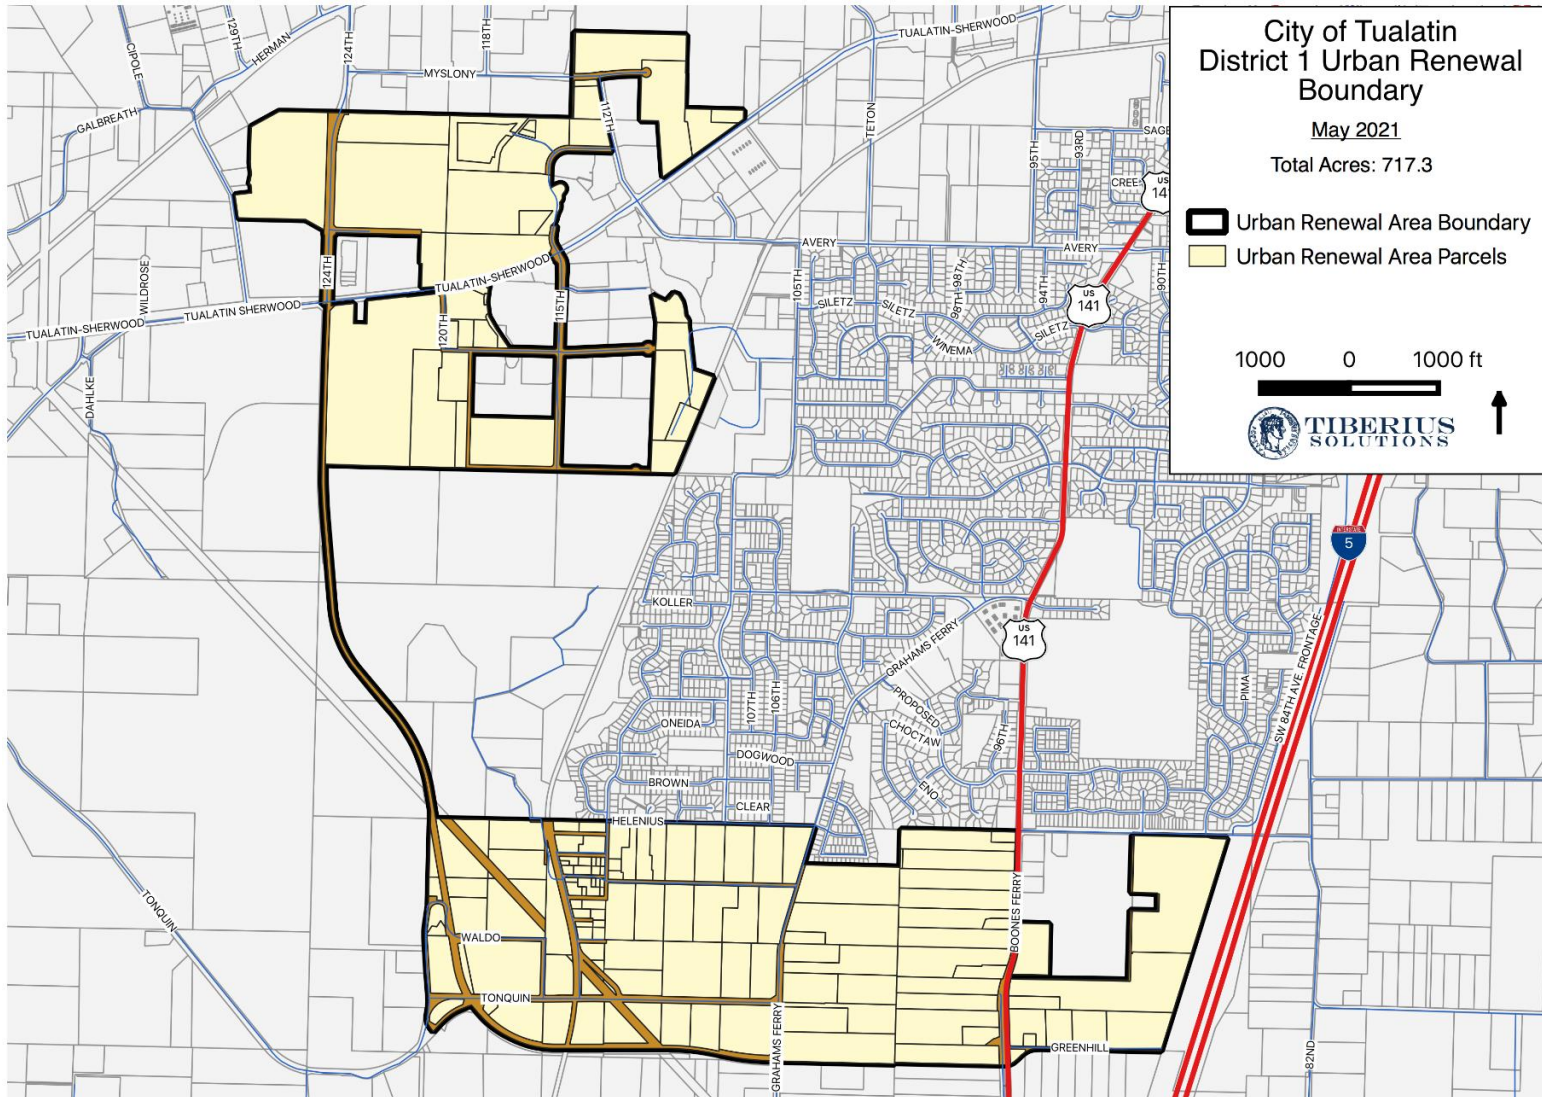 City of Tualatin
District 1 Urban Renewal
Boundary
May 2021
Total Acres: 717.3
Urban Renewal Area Boundary
Urban Renewal Area Parcels
1000 0 1000 ft
TIBERIUS
SOLUTIONS
CIPOLE
129TH
HERMAN
124TH
118TH
TUALATIN-SHERWOOD
MYSLONY
GALBREATH
112TH
TETON
95TH
93RD
SAGE
CREE
US
141
AVERY
AVERY
WILDROSE
124TH
TUALATIN-SHERWOOD
115TH
105TH
SILETZ
SILETZ
97TH-98TH
94TH
90TH
US
141
TUALATIN-SHERWOOD
TUALATIN SHERWOOD
120TH
WINEMA
SILETZ
DAHLKE
INTERSTATE
5
KOLLER
GRAHAMS FERRY
US
141
SW 84TH AVE. FRONTAGE
PIMA
PROPOSED
107TH
106TH
ONEIDA
CHOCTAW
96TH
DOGWOOD
BROWN
ENO
CLEAR
HELENIUS
TONQUIN
WALDO
BOONES FERRY
TONQUIN
GRAHAMS FERRY
GREENHILL
82ND